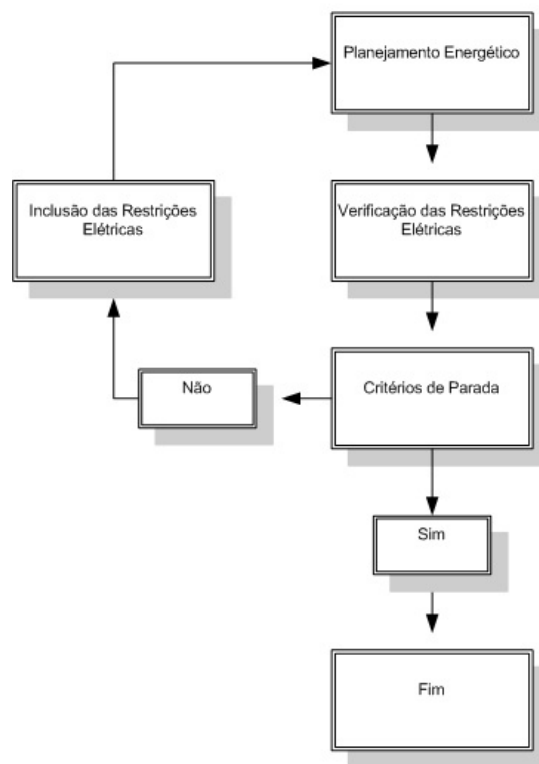 Planejamento Energético
Inclusão das Restrições
Elétricas
Verificação das Restrições
Elétricas
Não
Critérios de Parada
Sim
Fim